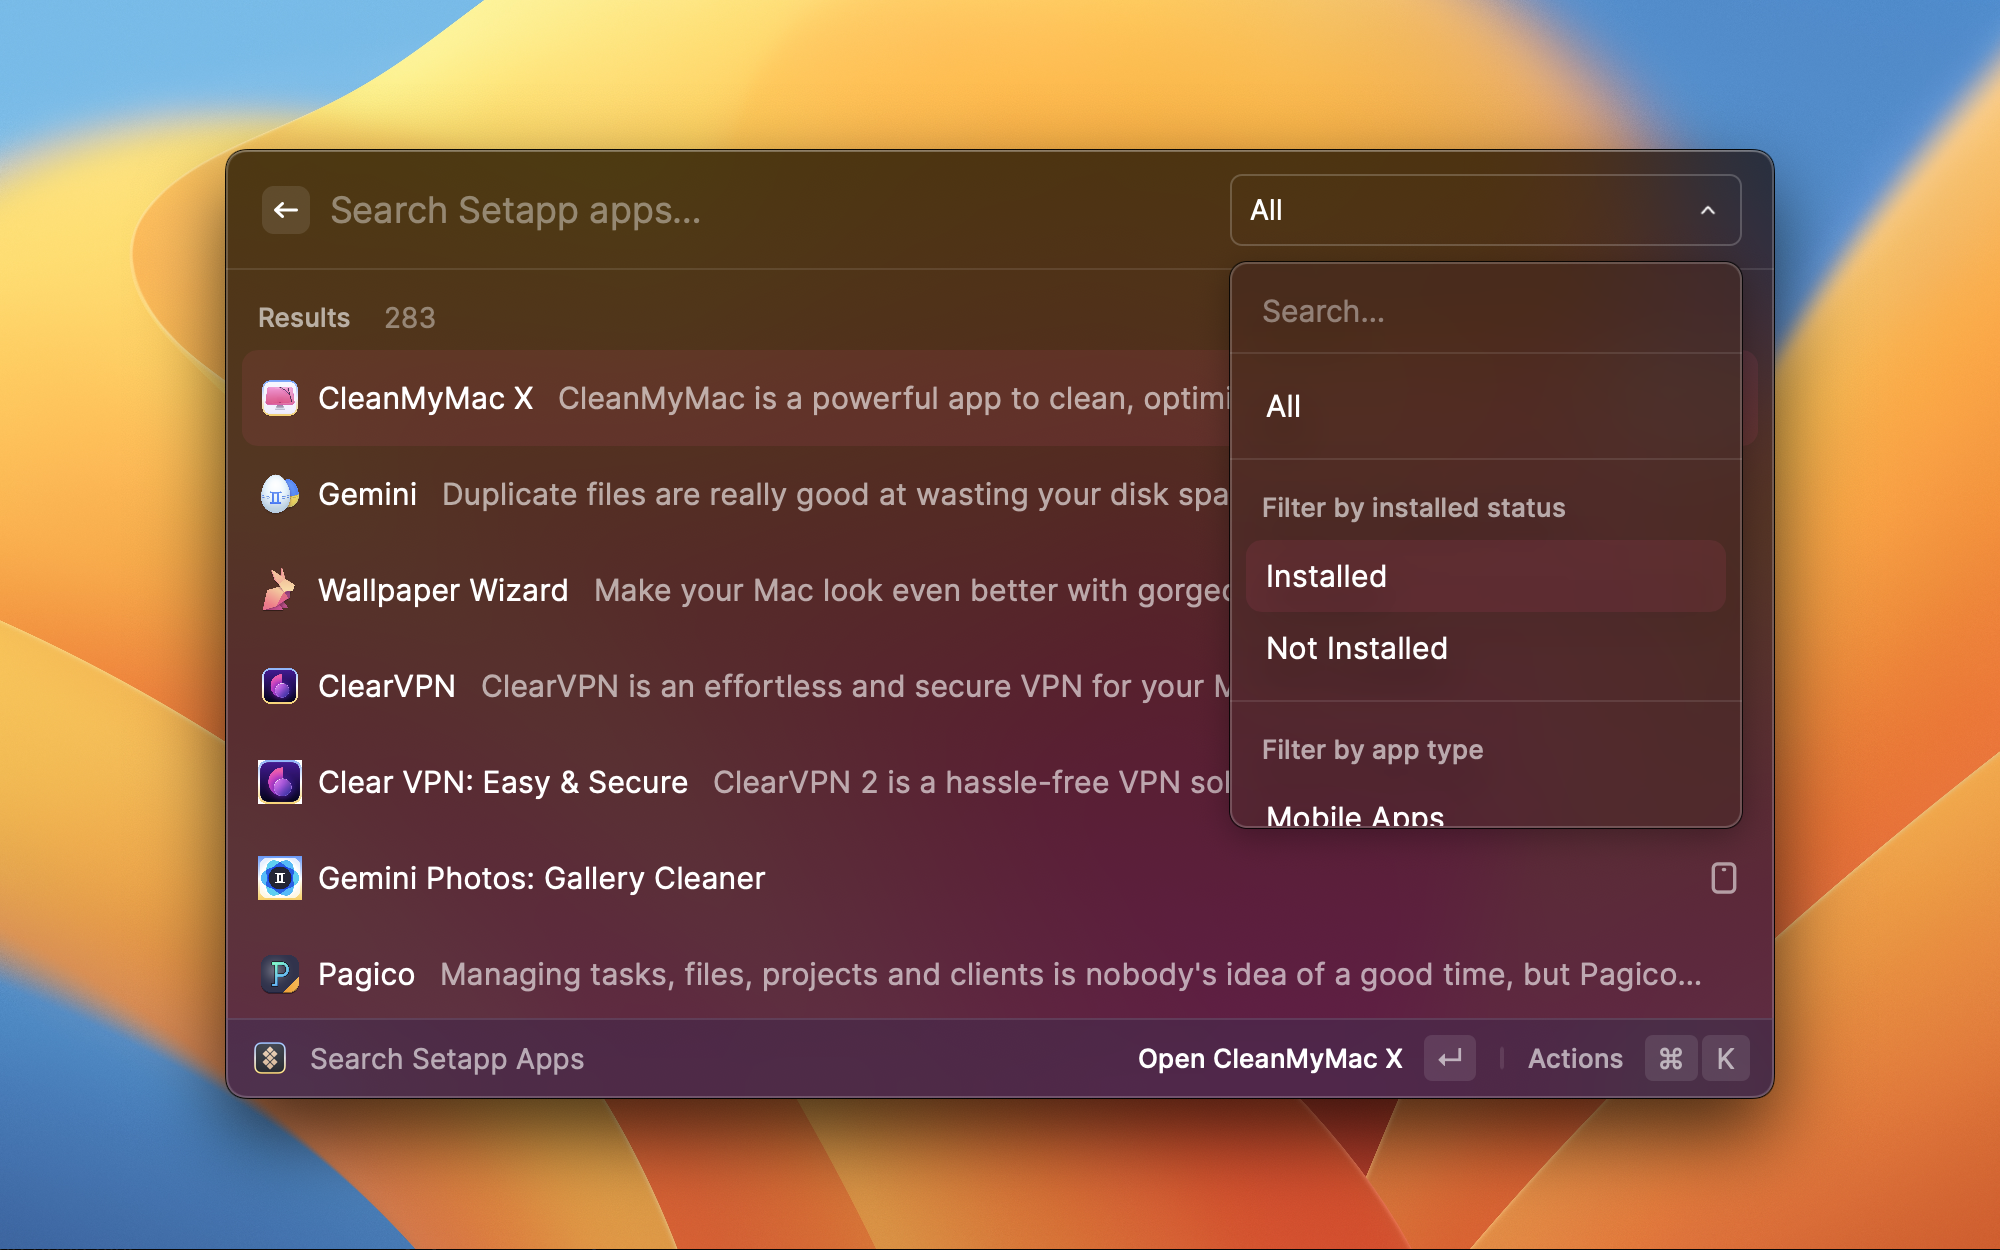 Search Setapp apps...
All
Results 283
CleanMyMac X CleanMyMac is a powerful app to clean, optimi
Gemini Duplicate files are really good at wasting your disk spa
Wallpaper Wizard Make your Mac look even better with gorgeo
ClearVPN ClearVPN is an effortless and secure VPN for your M
Clear VPN: Easy & Secure ClearVPN 2 is a hassle-free VPN sol
Gemini Photos: Gallery Cleaner
Pagico Managing tasks, files, projects and clients is nobody's idea of a good time, but Pagico...
Search...
All
Filter by installed status
Installed
Not Installed
Filter by app type
Mobile Apps
Search Setapp Apps
Open CleanMyMac X ↵ | Actions ⌘ K